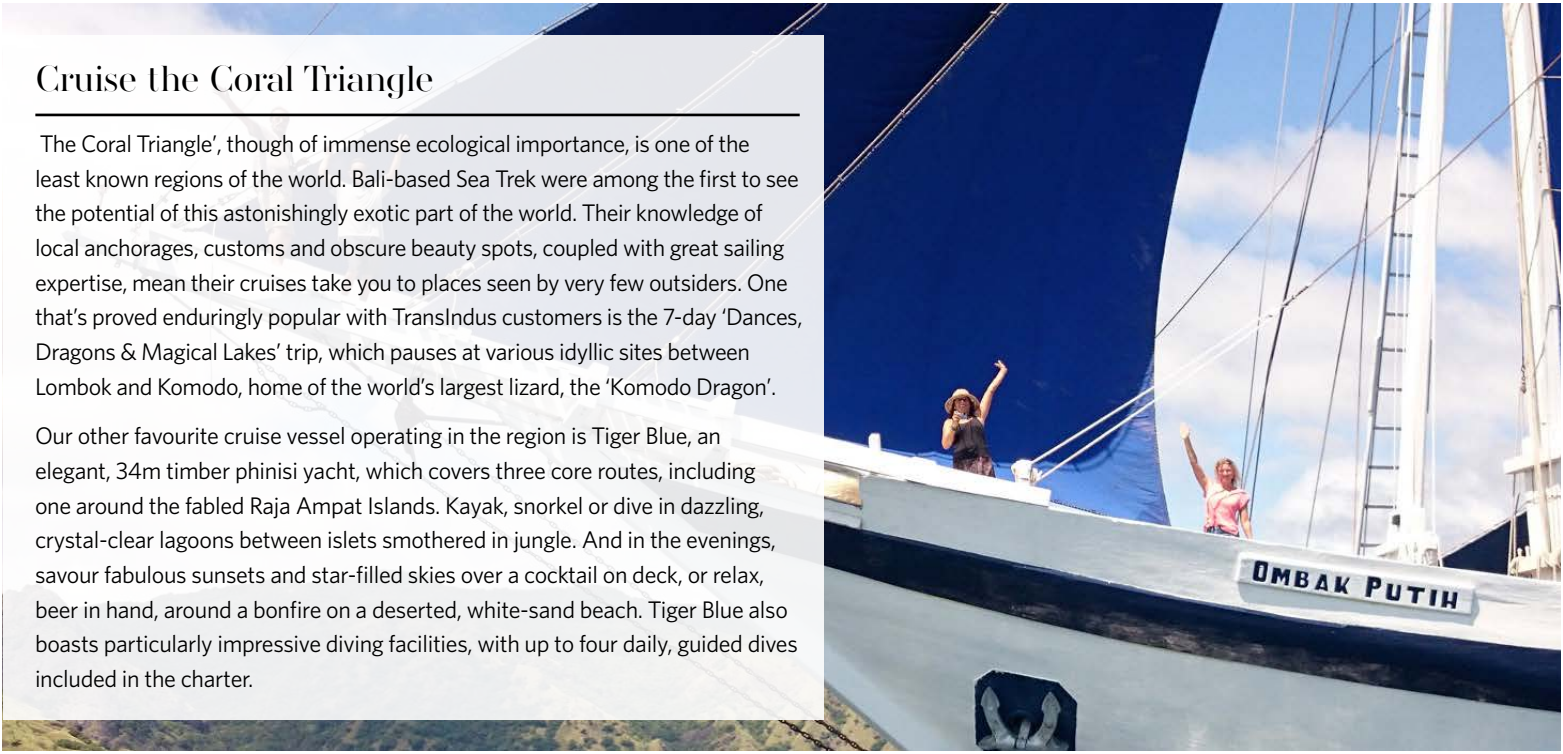 Cruise the Coral Triangle
The Coral Triangle’, though of immense ecological importance, is one of the
least known regions of the world. Bali-based Sea Trek were among the first to see
the potential of this astonishingly exotic part of the world. Their knowledge of
local anchorages, customs and obscure beauty spots, coupled with great sailing
expertise, mean their cruises take you to places seen by very few outsiders. One
that’s proved enduringly popular with TransIndus customers is the 7-day ‘Dances,
Dragons & Magical Lakes’ trip, which pauses at various idyllic sites between
Lombok and Komodo, home of the world’s largest lizard, the ‘Komodo Dragon’.
Our other favourite cruise vessel operating in the region is Tiger Blue, an
elegant, 34m timber phinisi yacht, which covers three core routes, including
one around the fabled Raja Ampat Islands. Kayak, snorkel or dive in dazzling,
crystal-clear lagoons between islets smothered in jungle. And in the evenings,
savour fabulous sunsets and star-filled skies over a cocktail on deck, or relax,
beer in hand, around a bonfire on a deserted, white-sand beach. Tiger Blue also
boasts particularly impressive diving facilities, with up to four daily, guided dives
included in the charter.
OMBAK PUTIH